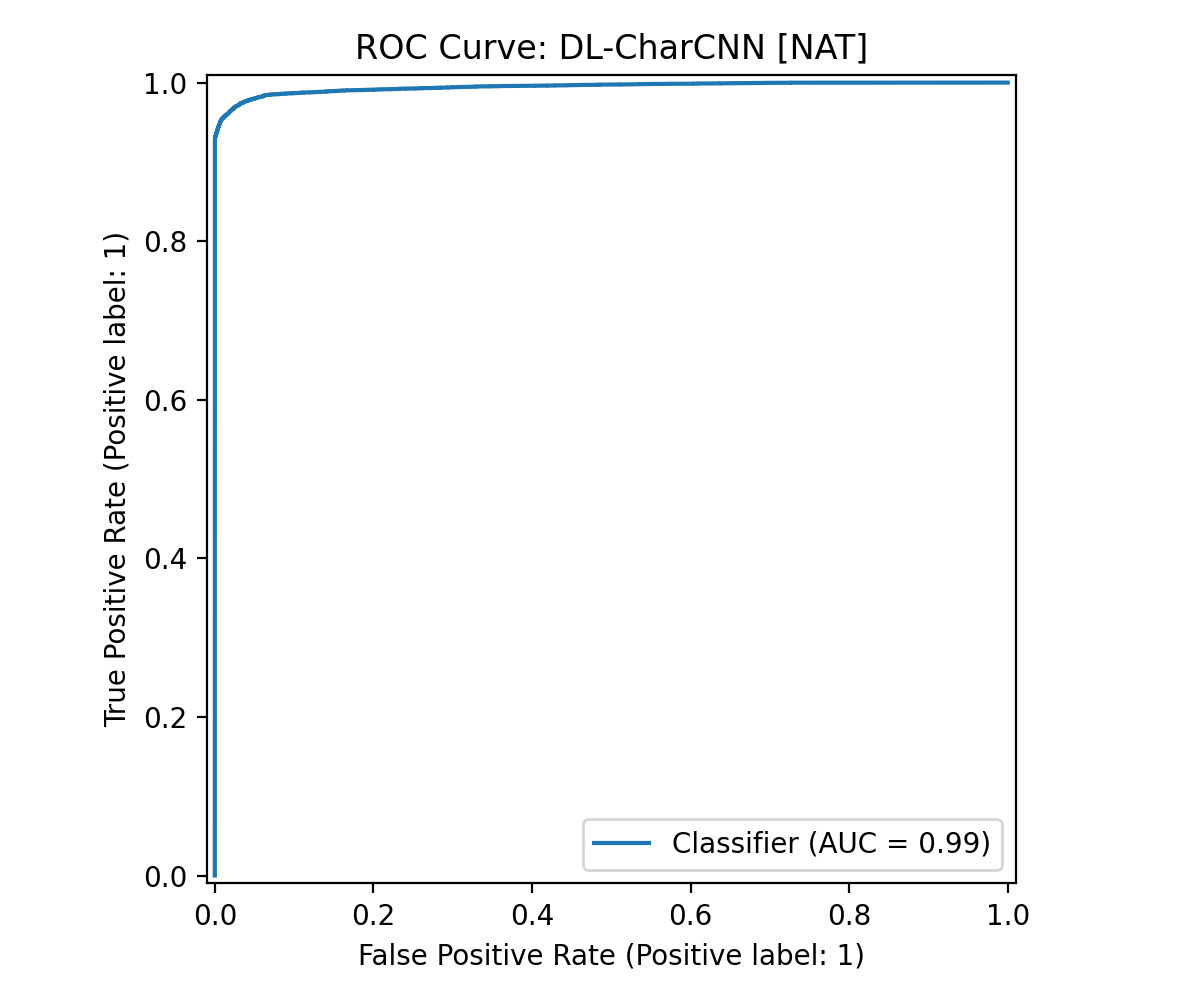 ROC Curve: DL-CharCNN [NAT]
True Positive Rate (Positive label: 1)
1.0
0.8
0.6
0.4
0.2
0.0
Classifier (AUC = 0.99)
0.0 0.2 0.4 0.6 0.8 1.0
False Positive Rate (Positive label: 1)